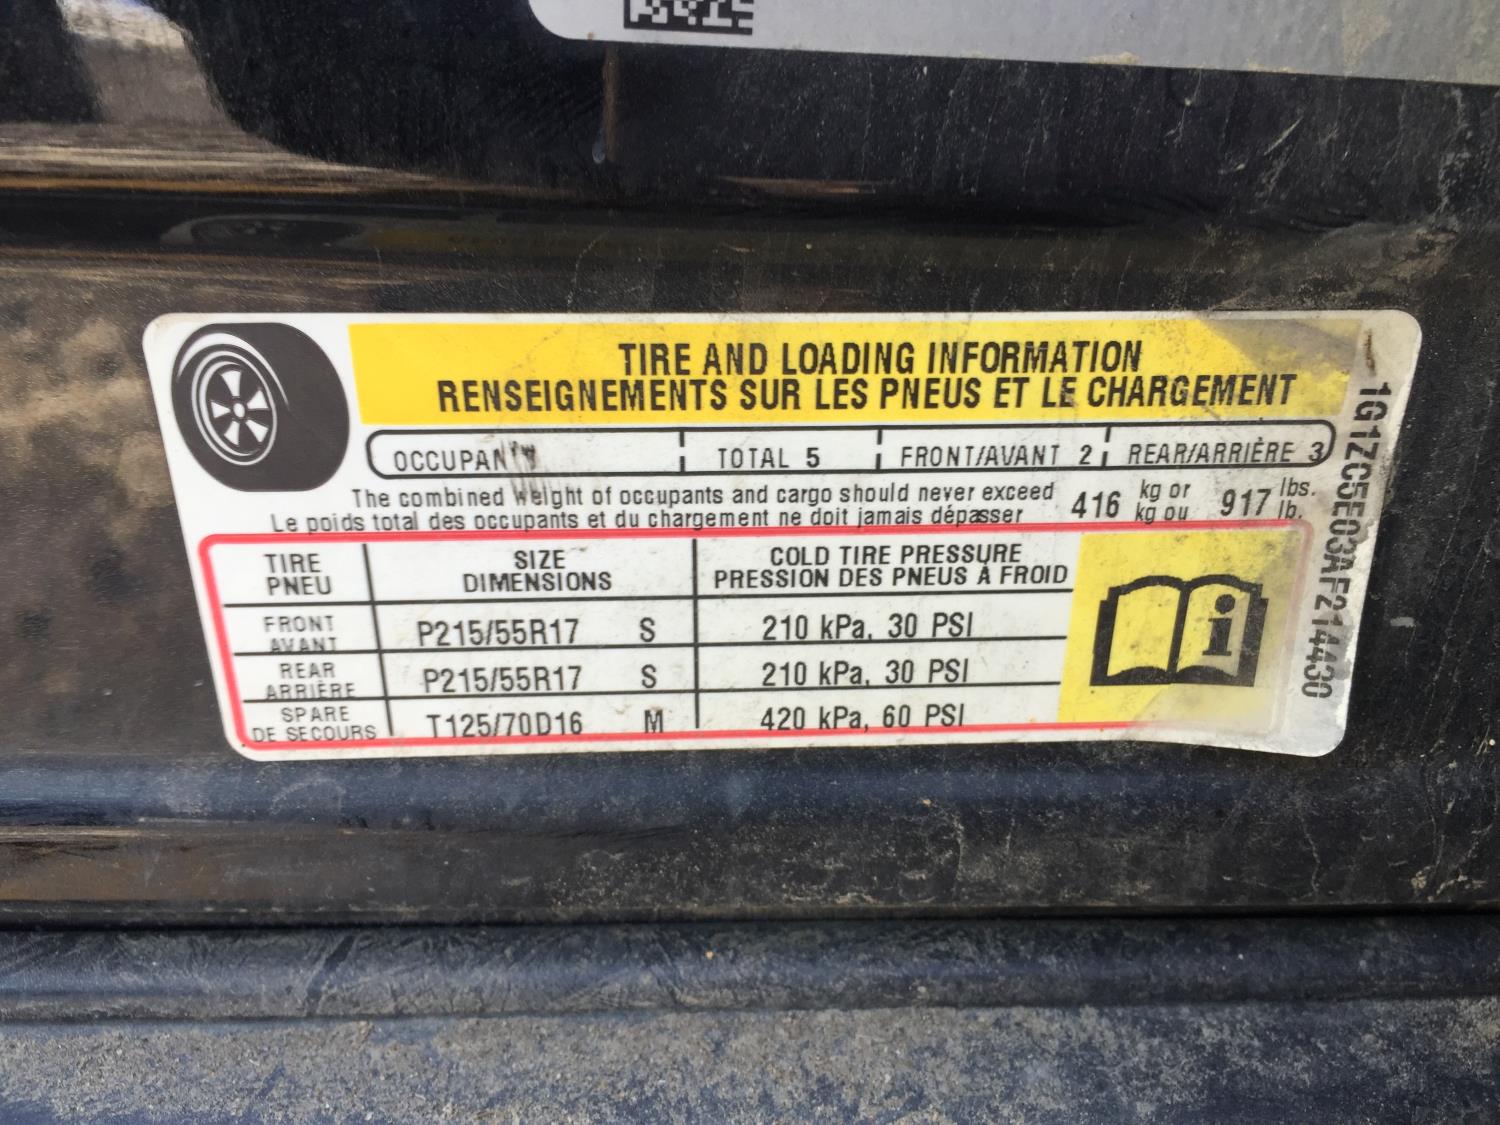 TIRE AND LOADING INFORMATION
RENSEIGNEMENTS SUR LES PNEUS ET LE CHARGEMENT
TOTAL 5 FRONT/AVANT 2 REAR/ARRIÈRE 3
The combined weight of occupants and cargo should never exceed 416 kg or 917 lbs.
Le poids total des occupants et du chargement ne doit jamais dépasser kg ou lb.
TIRE SIZE COLD TIRE PRESSURE
PNEU DIMENSIONS PRESSION DES PNEUS À FROID
FRONT
AVANT P215/55R17 S 210 kPa, 30 PSI
REAR
ARRIÈRE P215/55R17 S 210 kPa, 30 PSI
SPARE
DE SECOURS T125/70D16 M 420 kPa, 60 PSI
i